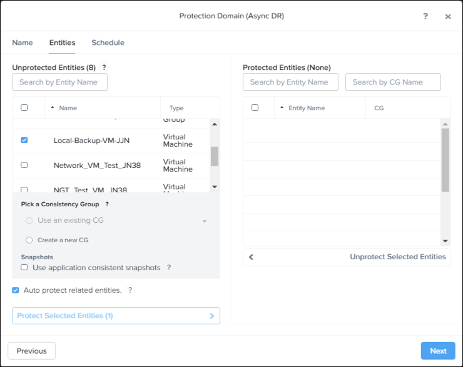 Protection Domain (Async DR)
? ×
Name Entities Schedule
Unprotected Entities (8) ?
Search by Entity Name
Name Type
Group
Local-Backup-VM-JJN Virtual Machine
Network_VM_Test_JN38 Virtual Machine
NGT_Test_VM_JN38 Virtual
Pick a Consistency Group ?
Use an existing CG
Create a new CG
Snapshots
Use application consistent snapshots ?
Auto protect related entities. ?
Protect Selected Entities (1) >
Protected Entities (None)
Search by Entity Name Search by CG Name
Entity Name CG
< Unprotect Selected Entities
Previous Next